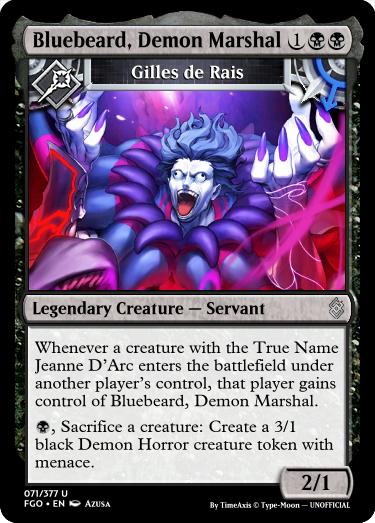 Bluebeard, Demon Marshal 1
Gilles de Rais
Legendary Creature — Servant
Whenever a creature with the True Name
Jeanne D'Arc enters the battlefield under
another player's control, that player gains
control of Bluebeard, Demon Marshal.
, Sacrifice a creature: Create a 3/1
black Demon Horror creature token with
menace.
2/1
071/377 U
FGO • EN AZUSA
By TimeAxis © Type-Moon — UNOFFICIAL